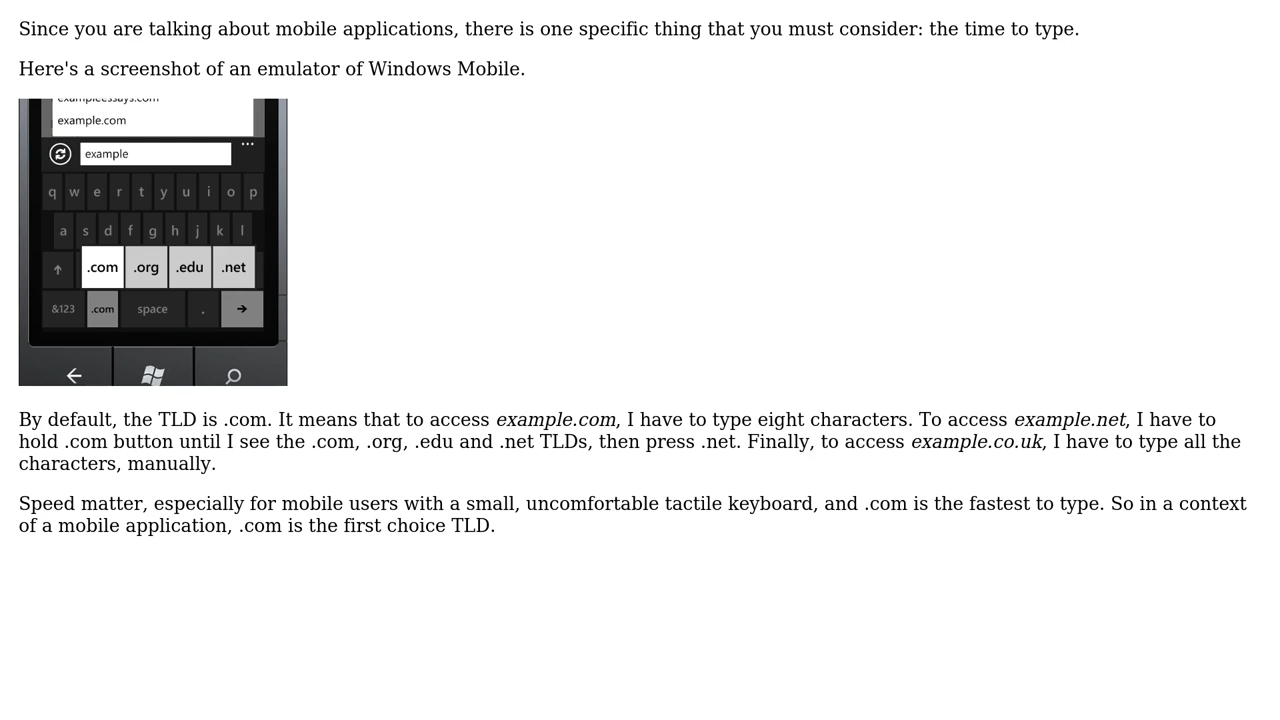 Since you are talking about mobile applications, there is one specific thing that you must consider: the time to type.
Here's a screenshot of an emulator of Windows Mobile.
exampleessays.com
example.com
example
q w e r t y u i o p
a s d f g h j k l
.com .org .edu .net
&123 .com space .
By default, the TLD is .com. It means that to access example.com, I have to type eight characters. To access example.net, I have to
hold .com button until I see the .com, .org, .edu and .net TLDs, then press .net. Finally, to access example.co.uk, I have to type all the
characters, manually.
Speed matter, especially for mobile users with a small, uncomfortable tactile keyboard, and .com is the fastest to type. So in a context
of a mobile application, .com is the first choice TLD.